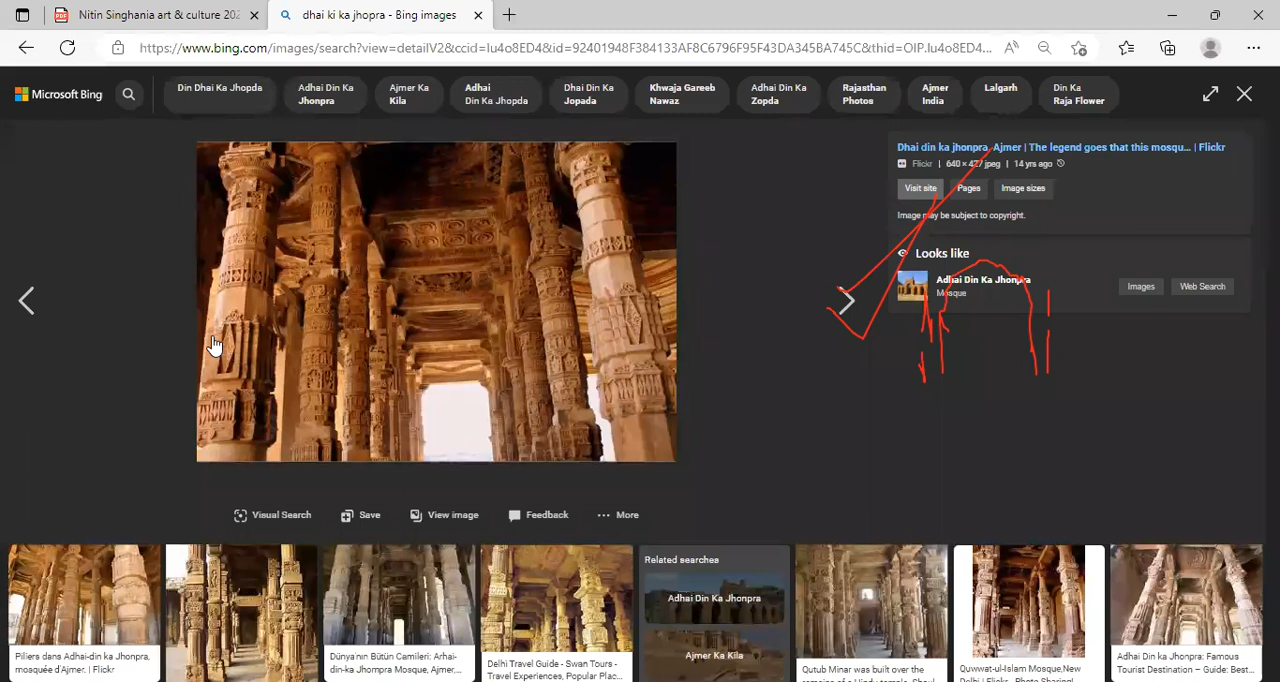 Nitin Singhania art & culture 202
dhai ki ka jhopra - Bing images
https://www.bing.com/images/search?view=detailV2&ccid=Iu4o8ED4&id=92401948F384133AF8C6796F95F43DA345BA745C&thid=OIP.Iu4o8ED4...
Microsoft Bing
Din Dhai Ka Jhopda
Adhai Din Ka
Jhonpra
Ajmer Ka
Kila
Adhai
Din Ka Jhopda
Dhai Din Ka
Jopada
Khwaja Gareeb
Nawaz
Adhai Din Ka
Zopda
Rajasthan
Photos
Ajmer
India
Lalgarh
Din Ka
Raja Flower
Dhai din ka jhonpra, Ajmer | The legend goes that this mosqu... | Flickr
Flickr | 640 × 427 jpeg | 14 yrs ago
Visit site
Pages
Image sizes
Image may be subject to copyright.
Looks like
Adhai Din Ka Jhonpra
Mosque
Images
Web Search
Visual Search
Save
View image
Feedback
More
Piliers dans Adhai-din ka Jhonpra,
mosquée d'Ajmer. | Flickr
Dünya'nın Bütün Camileri: Arhai-
din-ka Jhompra Mosque, Ajmer,...
Delhi Travel Guide - Swan Tours -
Travel Experiences, Popular Plac...
Related searches
Adhai Din Ka Jhonpra
Ajmer Ka Kila
Qutub Minar was built over the
Quwwat-ul-Islam Mosque,New
Adhai Din Ka Jhonpra: Famous
Tourist Destination – Guide: Best...